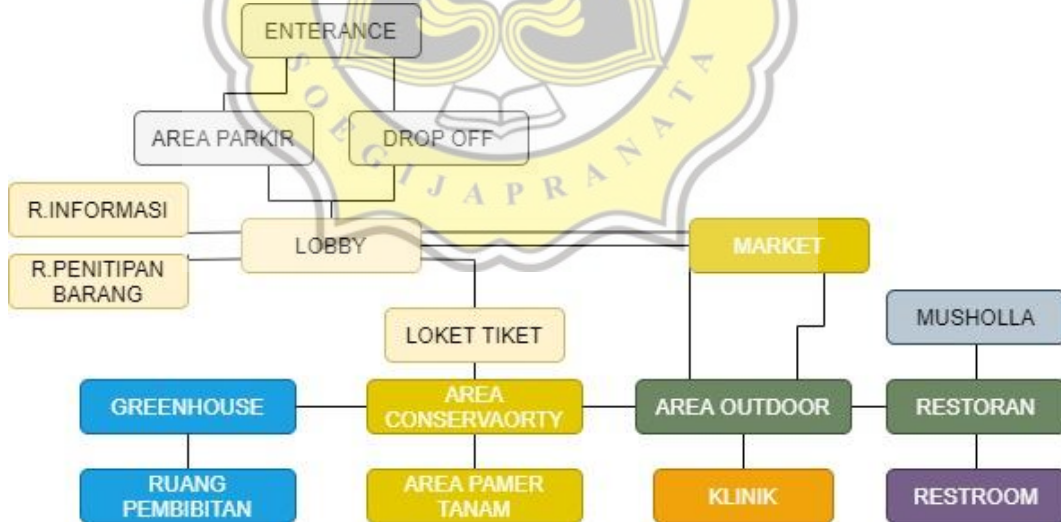 ENTERANCE
AREA PARKIR
DROP OFF
SOEGIJAPRANATA
R.INFORMASI
LOBBY
MARKET
R.PENITIPAN
BARANG
MUSHOLLA
LOKET TIKET
GREENHOUSE
AREA
CONSERVAORTY
AREA OUTDOOR
RESTORAN
RUANG
PEMBIBITAN
AREA PAMER
TANAM
KLINIK
RESTROOM